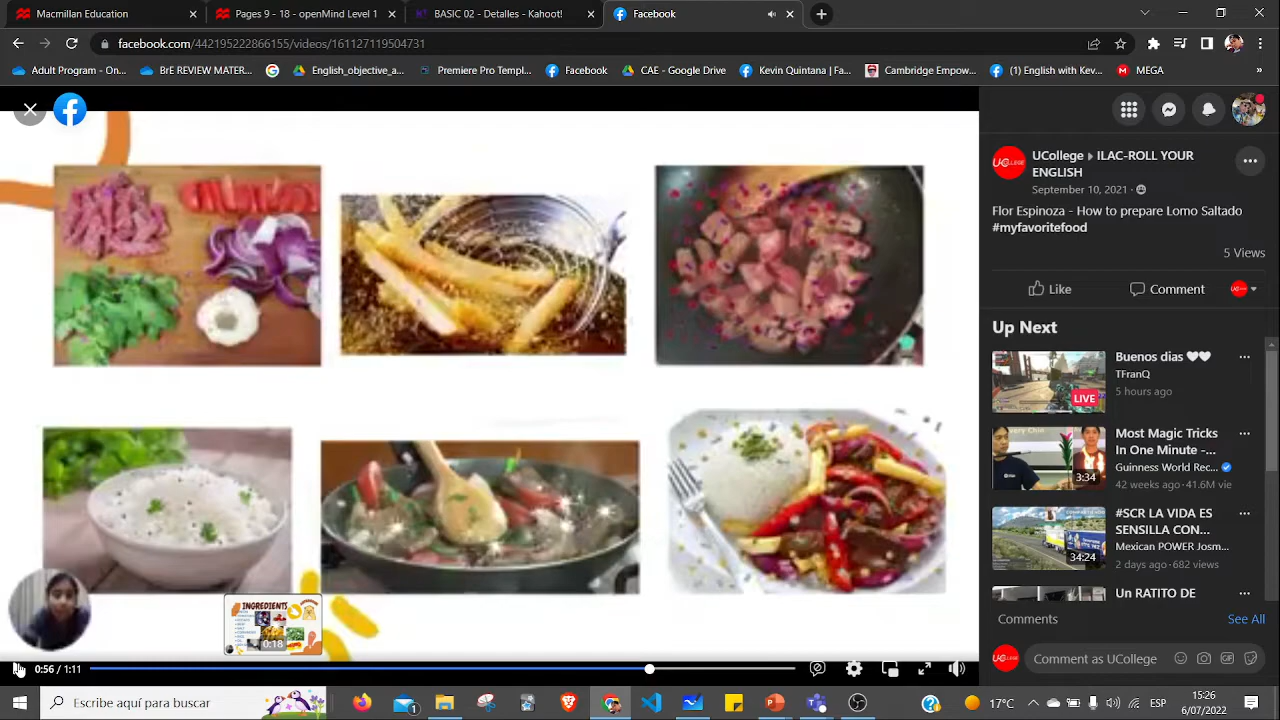 Macmillan Education
Pages 9 - 18 - openMind Level 1
BASIC 02 - Detalles - Kahoot!
Facebook
facebook.com/442195222866155/videos/161127119504731
Adult Program - On...
BrE REVIEW MATER...
English_objective_a...
Premiere Pro Templ...
Facebook
CAE - Google Drive
Kevin Quintana | Fa...
Cambridge Empow...
(1) English with Kev...
MEGA
UCollege ILAC-ROLL YOUR
ENGLISH
September 10, 2021
Flor Espinoza - How to prepare Lomo Saltado
#myfavoritefood
5 Views
Like
Comment
Up Next
Buenos dias
TFranQ
5 hours ago
LIVE
Most Magic Tricks
In One Minute -...
Guinness World Rec...
42 weeks ago · 41.6M vie
3:34
#SCR LA VIDA ES
SENSILLA CON...
Mexican POWER Josm...
2 days ago · 682 views
34:24
Un RATITO DE
Comments
See All
Comment as UCollege
INGREDIENTS
0:18
0:56 / 1:11
Escribe aquí para buscar
1
17°C
ESP
15:26
6/07/2022